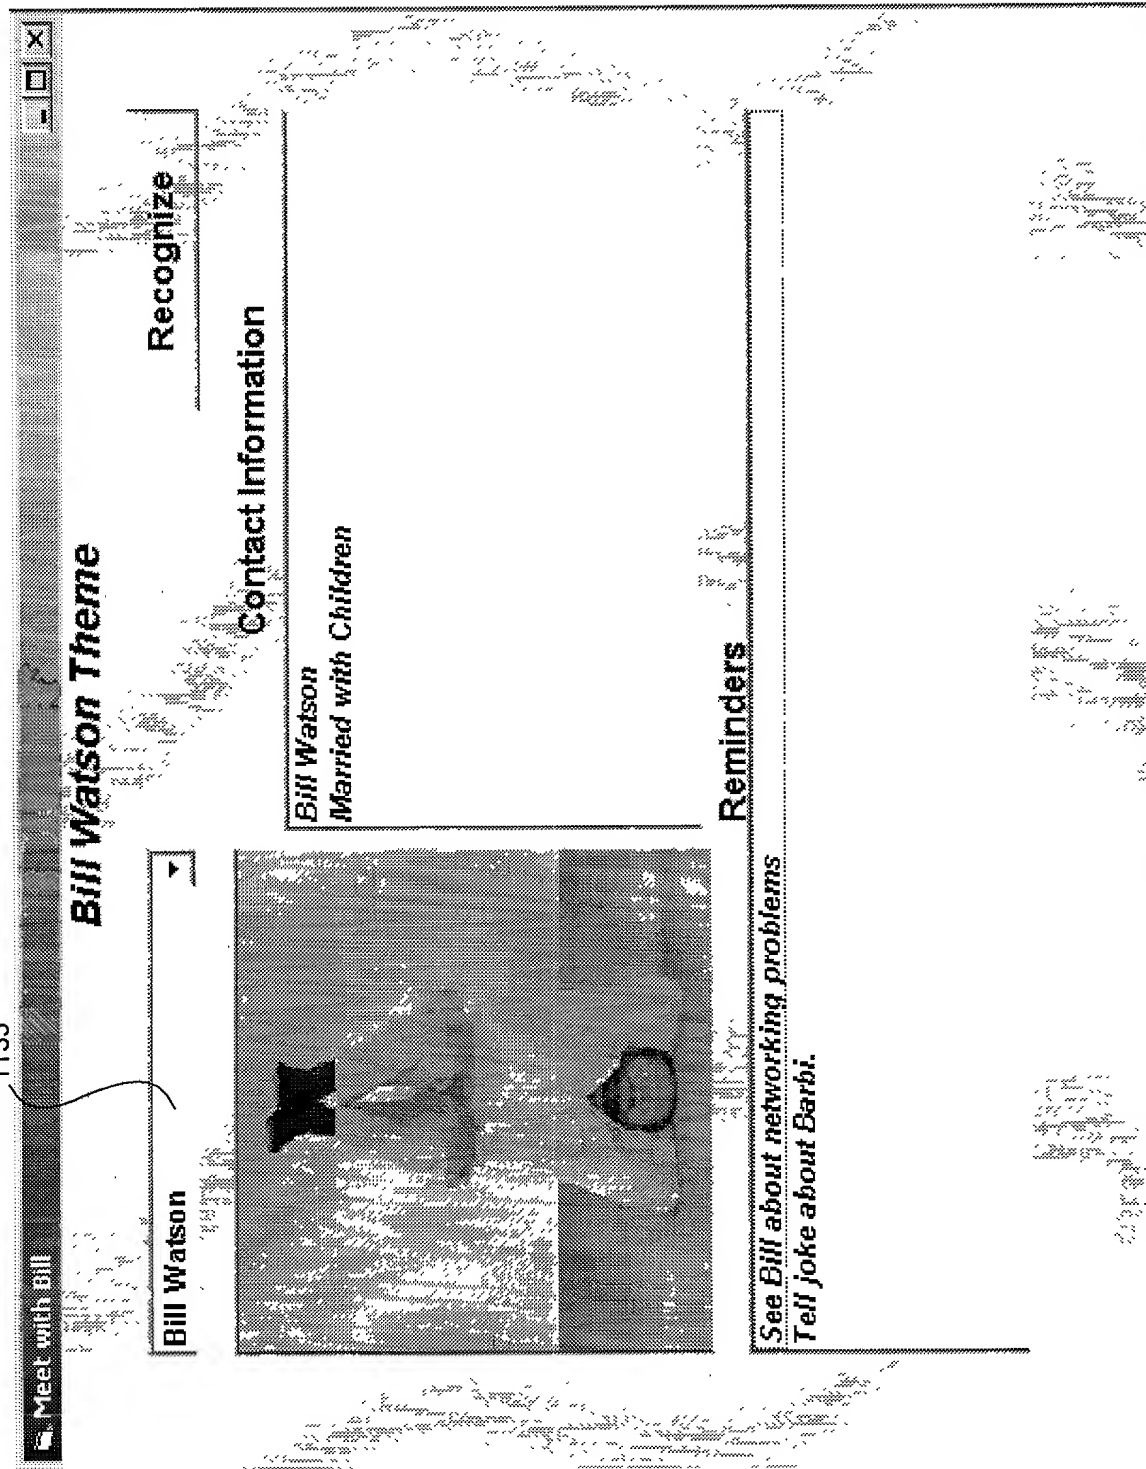 Meet with Bill
Bill Watson Theme
Bill Watson
Recognize
Contact Information
Bill Watson
Married with Children
Reminders
See Bill about networking problems
Tell joke about Barbi.